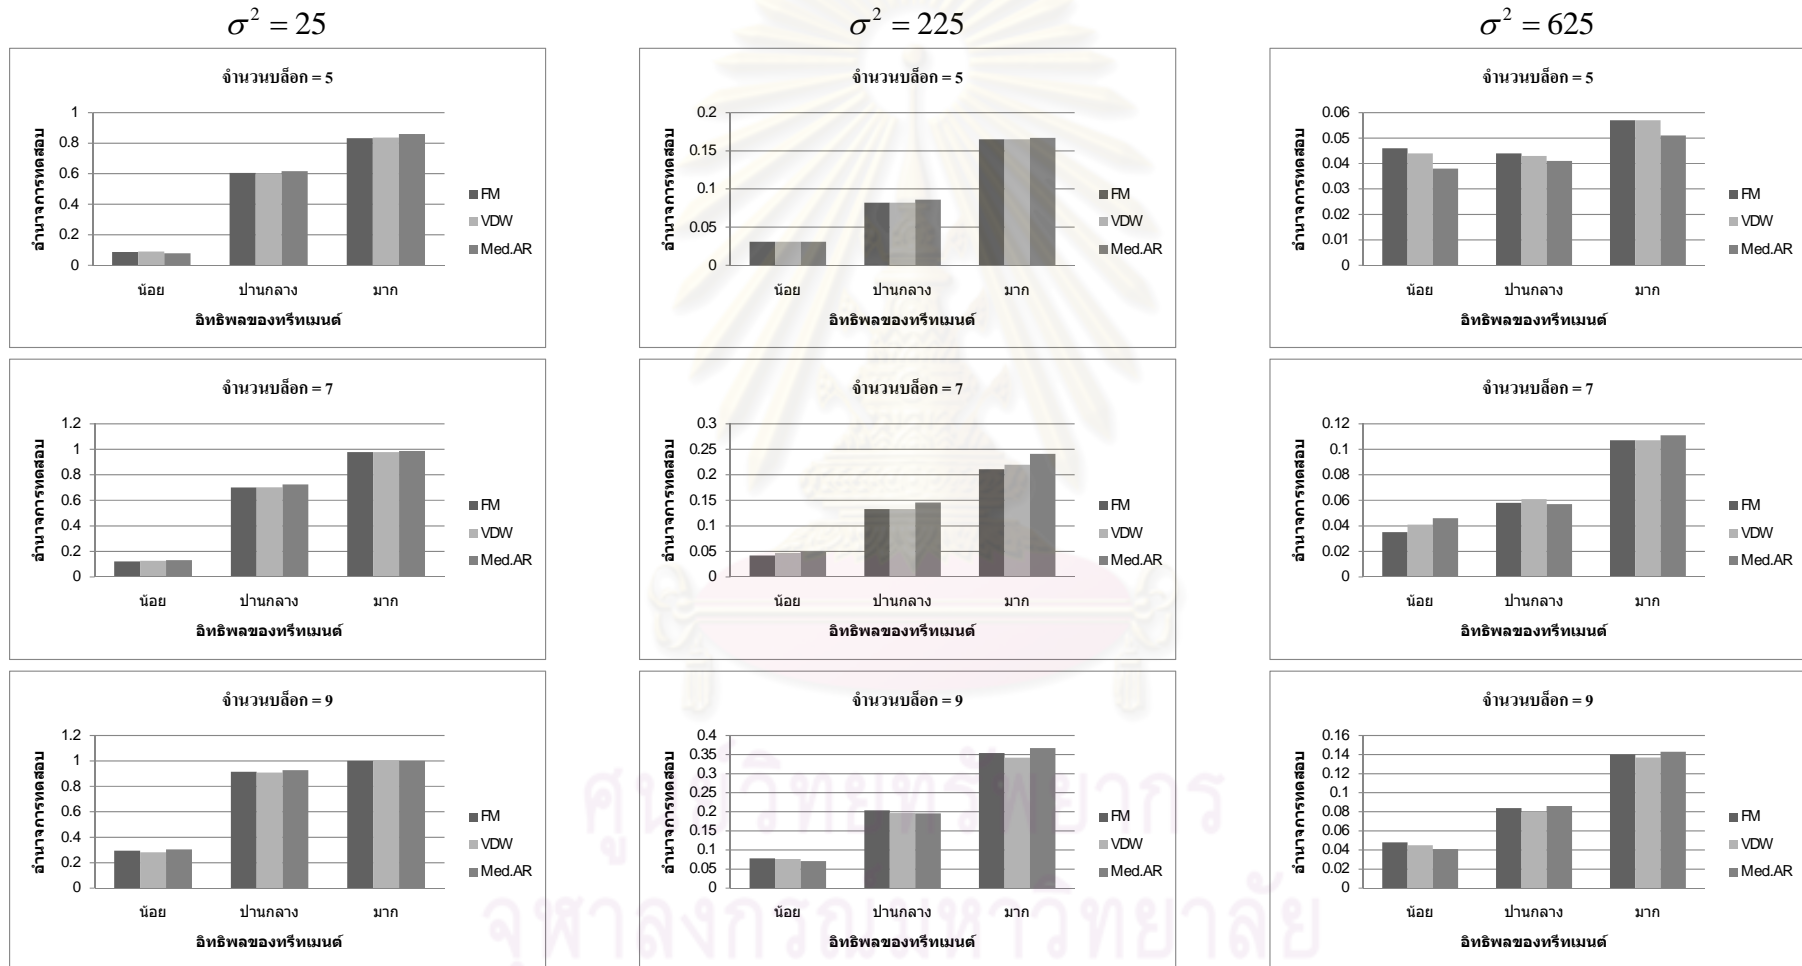 σ² = 25
σ² = 225
σ² = 625
จำนวนบล็อก = 5
อำนาจการทดสอบ
1
0.8
0.6
0.4
0.2
0
น้อย ปานกลาง มาก
อิทธิพลของทรีทเมนต์
FM
VDW
Med.AR
จำนวนบล็อก = 5
อำนาจการทดสอบ
0.2
0.15
0.1
0.05
0
น้อย ปานกลาง มาก
อิทธิพลของทรีทเมนต์
FM
VDW
Med.AR
จำนวนบล็อก = 5
อำนาจการทดสอบ
0.06
0.05
0.04
0.03
0.02
0.01
0
น้อย ปานกลาง มาก
อิทธิพลของทรีทเมนต์
FM
VDW
Med.AR
จำนวนบล็อก = 7
อำนาจการทดสอบ
1.2
1
0.8
0.6
0.4
0.2
0
น้อย ปานกลาง มาก
อิทธิพลของทรีทเมนต์
FM
VDW
Med.AR
จำนวนบล็อก = 7
อำนาจการทดสอบ
0.3
0.25
0.2
0.15
0.1
0.05
0
น้อย ปานกลาง มาก
อิทธิพลของทรีทเมนต์
FM
VDW
Med.AR
จำนวนบล็อก = 7
อำนาจการทดสอบ
0.12
0.1
0.08
0.06
0.04
0.02
0
น้อย ปานกลาง มาก
อิทธิพลของทรีทเมนต์
FM
VDW
Med.AR
จำนวนบล็อก = 9
อำนาจการทดสอบ
1.2
1
0.8
0.6
0.4
0.2
0
น้อย ปานกลาง มาก
อิทธิพลของทรีทเมนต์
FM
VDW
Med.AR
จำนวนบล็อก = 9
อำนาจการทดสอบ
0.4
0.35
0.3
0.25
0.2
0.15
0.1
0.05
0
น้อย ปานกลาง มาก
อิทธิพลของทรีทเมนต์
FM
VDW
Med.AR
จำนวนบล็อก = 9
อำนาจการทดสอบ
0.16
0.14
0.12
0.1
0.08
0.06
0.04
0.02
0
น้อย ปานกลาง มาก
อิทธิพลของทรีทเมนต์
FM
VDW
Med.AR
ศูนย์วิทยทรัพยากร
จุฬาลงกรณ์มหาวิทยาลัย